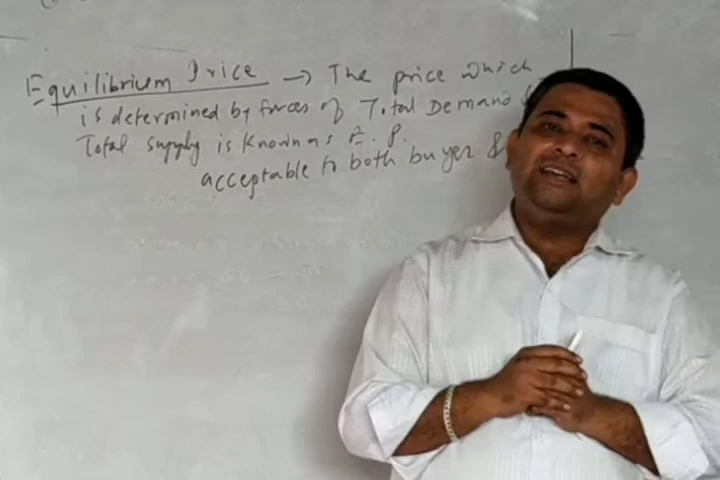 Equilibrium Price → The price which
is determined by forces of Total Demand &
Total supply is known as E.P.
acceptable to both buyer &